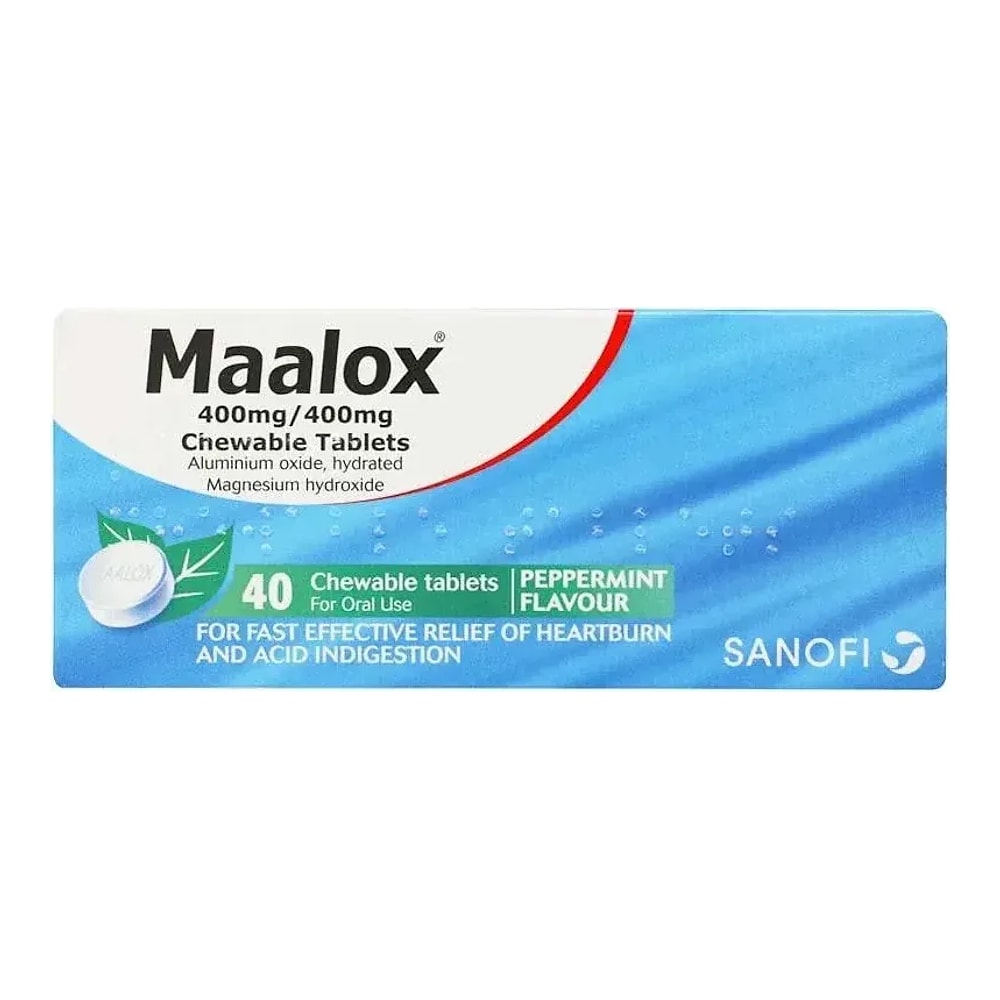 Maalox®
400mg/400mg
Chewable Tablets
Aluminium oxide, hydrated
Magnesium hydroxide
AALOX
40 Chewable tablets
For Oral Use
PEPPERMINT
FLAVOUR
FOR FAST EFFECTIVE RELIEF OF HEARTBURN
AND ACID INDIGESTION
SANOFI